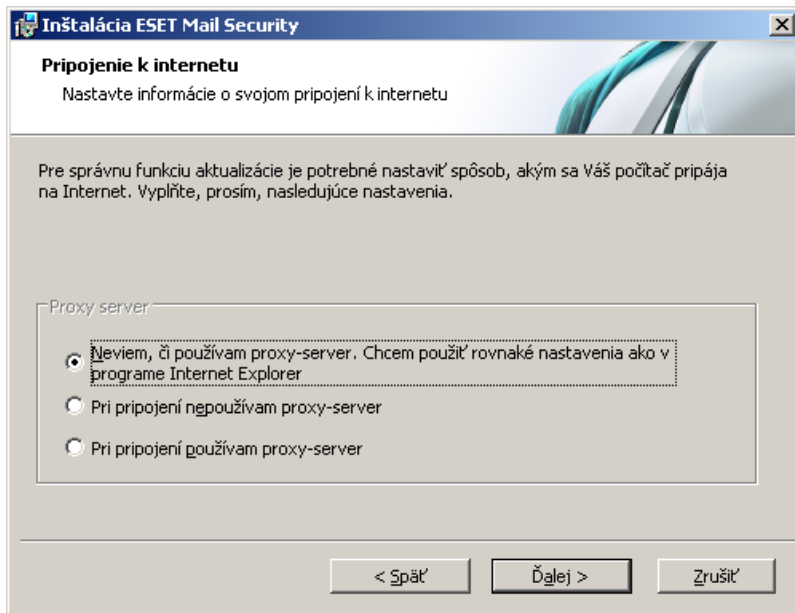 Inštalácia ESET Mail Security
Pripojenie k internetu
Nastavte informácie o svojom pripojení k internetu
Pre správnu funkciu aktualizácie je potrebné nastaviť spôsob, akým sa Váš počítač pripája
na Internet. Vyplňte, prosím, nasledujúce nastavenia.
Proxy server
Neviem, či používam proxy-server. Chcem použiť rovnaké nastavenia ako v
programe Internet Explorer
Pri pripojení nepoužívam proxy-server
Pri pripojení používam proxy-server
< Späť
Ďalej >
Zrušiť